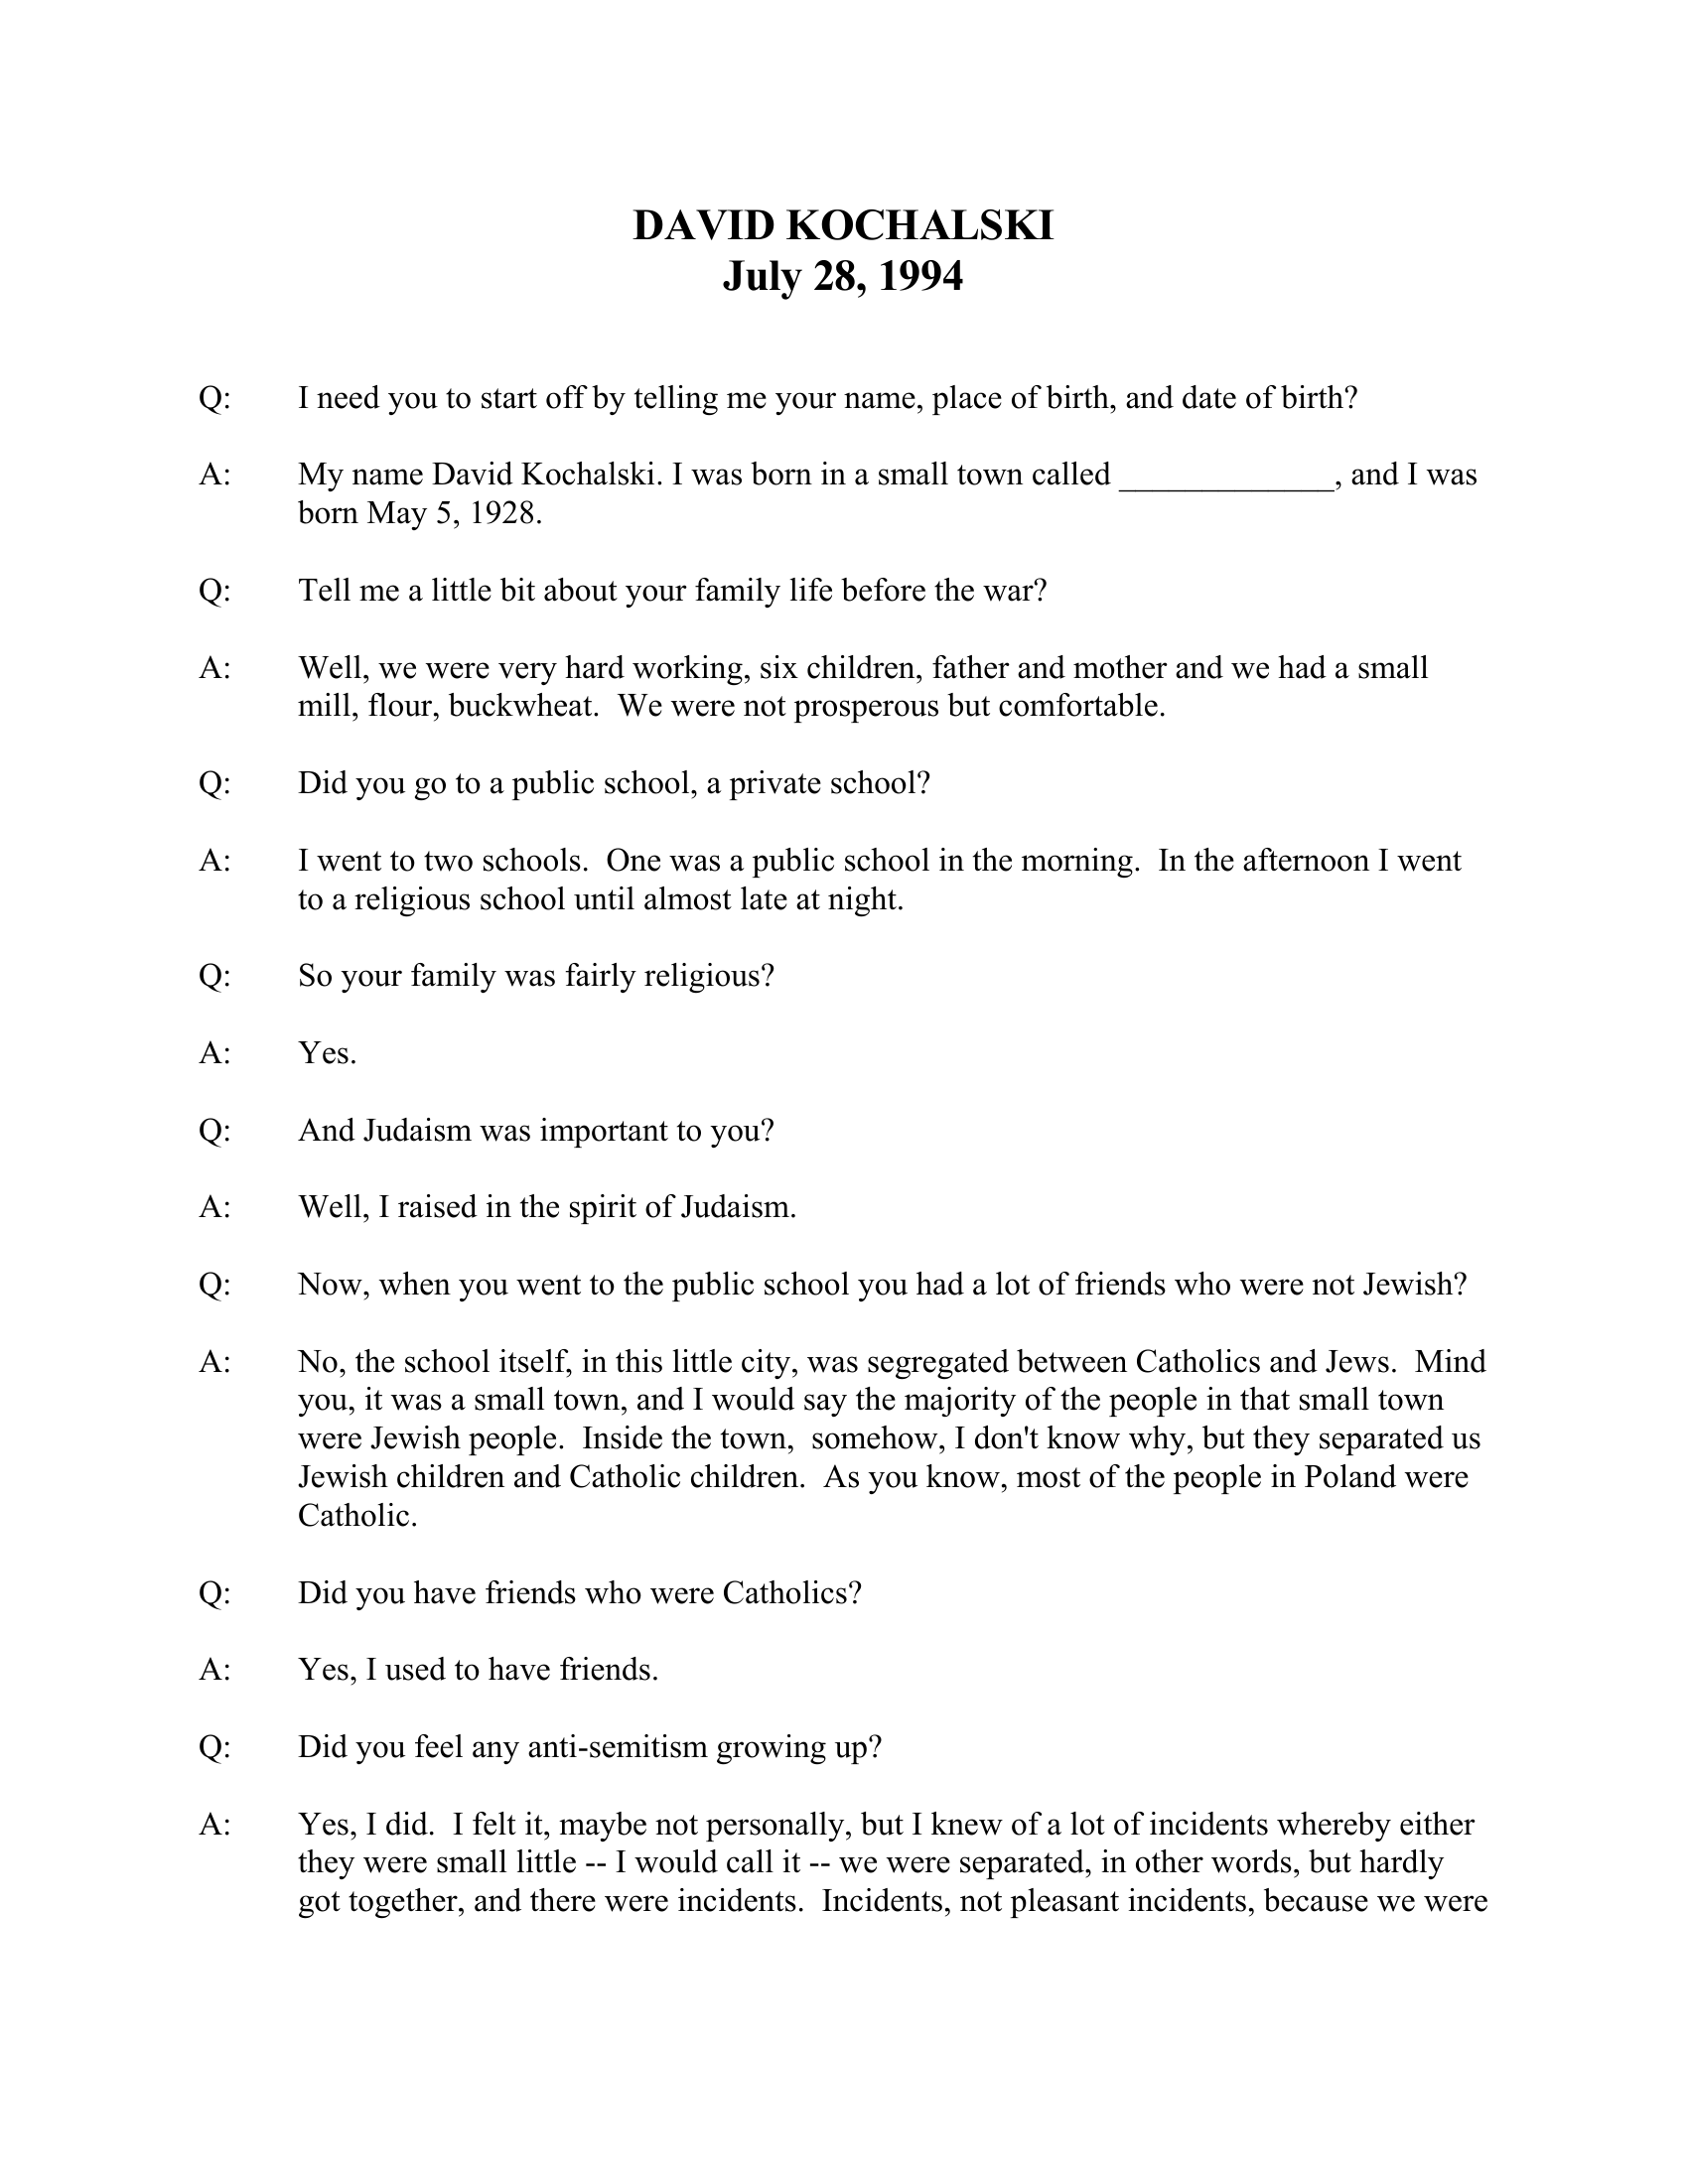 DAVID KOCHALSKI
July 28, 1994
Q: I need you to start off by telling me your name, place of birth, and date of birth?
A: My name David Kochalski. I was born in a small town called _____________, and I was
born May 5, 1928.
Q: Tell me a little bit about your family life before the war?
A: Well, we were very hard working, six children, father and mother and we had a small
mill, flour, buckwheat.  We were not prosperous but comfortable.
Q: Did you go to a public school, a private school?
A: I went to two schools.  One was a public school in the morning.  In the afternoon I went
to a religious school until almost late at night.
Q: So your family was fairly religious?
A: Yes.
Q: And Judaism was important to you?
A: Well, I raised in the spirit of Judaism.
Q: Now, when you went to the public school you had a lot of friends who were not Jewish?
A: No, the school itself, in this little city, was segregated between Catholics and Jews.  Mind
you, it was a small town, and I would say the majority of the people in that small town
were Jewish people.  Inside the town,  somehow, I don't know why, but they separated us
Jewish children and Catholic children.  As you know, most of the people in Poland were
Catholic.
Q: Did you have friends who were Catholics?
A: Yes, I used to have friends.
Q: Did you feel any anti-semitism growing up?
A: Yes, I did.  I felt it, maybe not personally, but I knew of a lot of incidents whereby either
they were small little -- I would call it -- we were separated, in other words, but hardly
got together, and there were incidents.  Incidents, not pleasant incidents, because we were